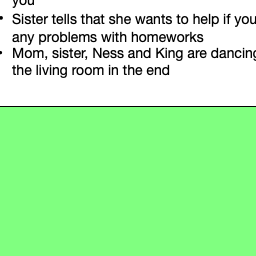 you
• Sister tells that she wants to help if you
any problems with homeworks
• Mom, sister, Ness and King are dancing
the living room in the end